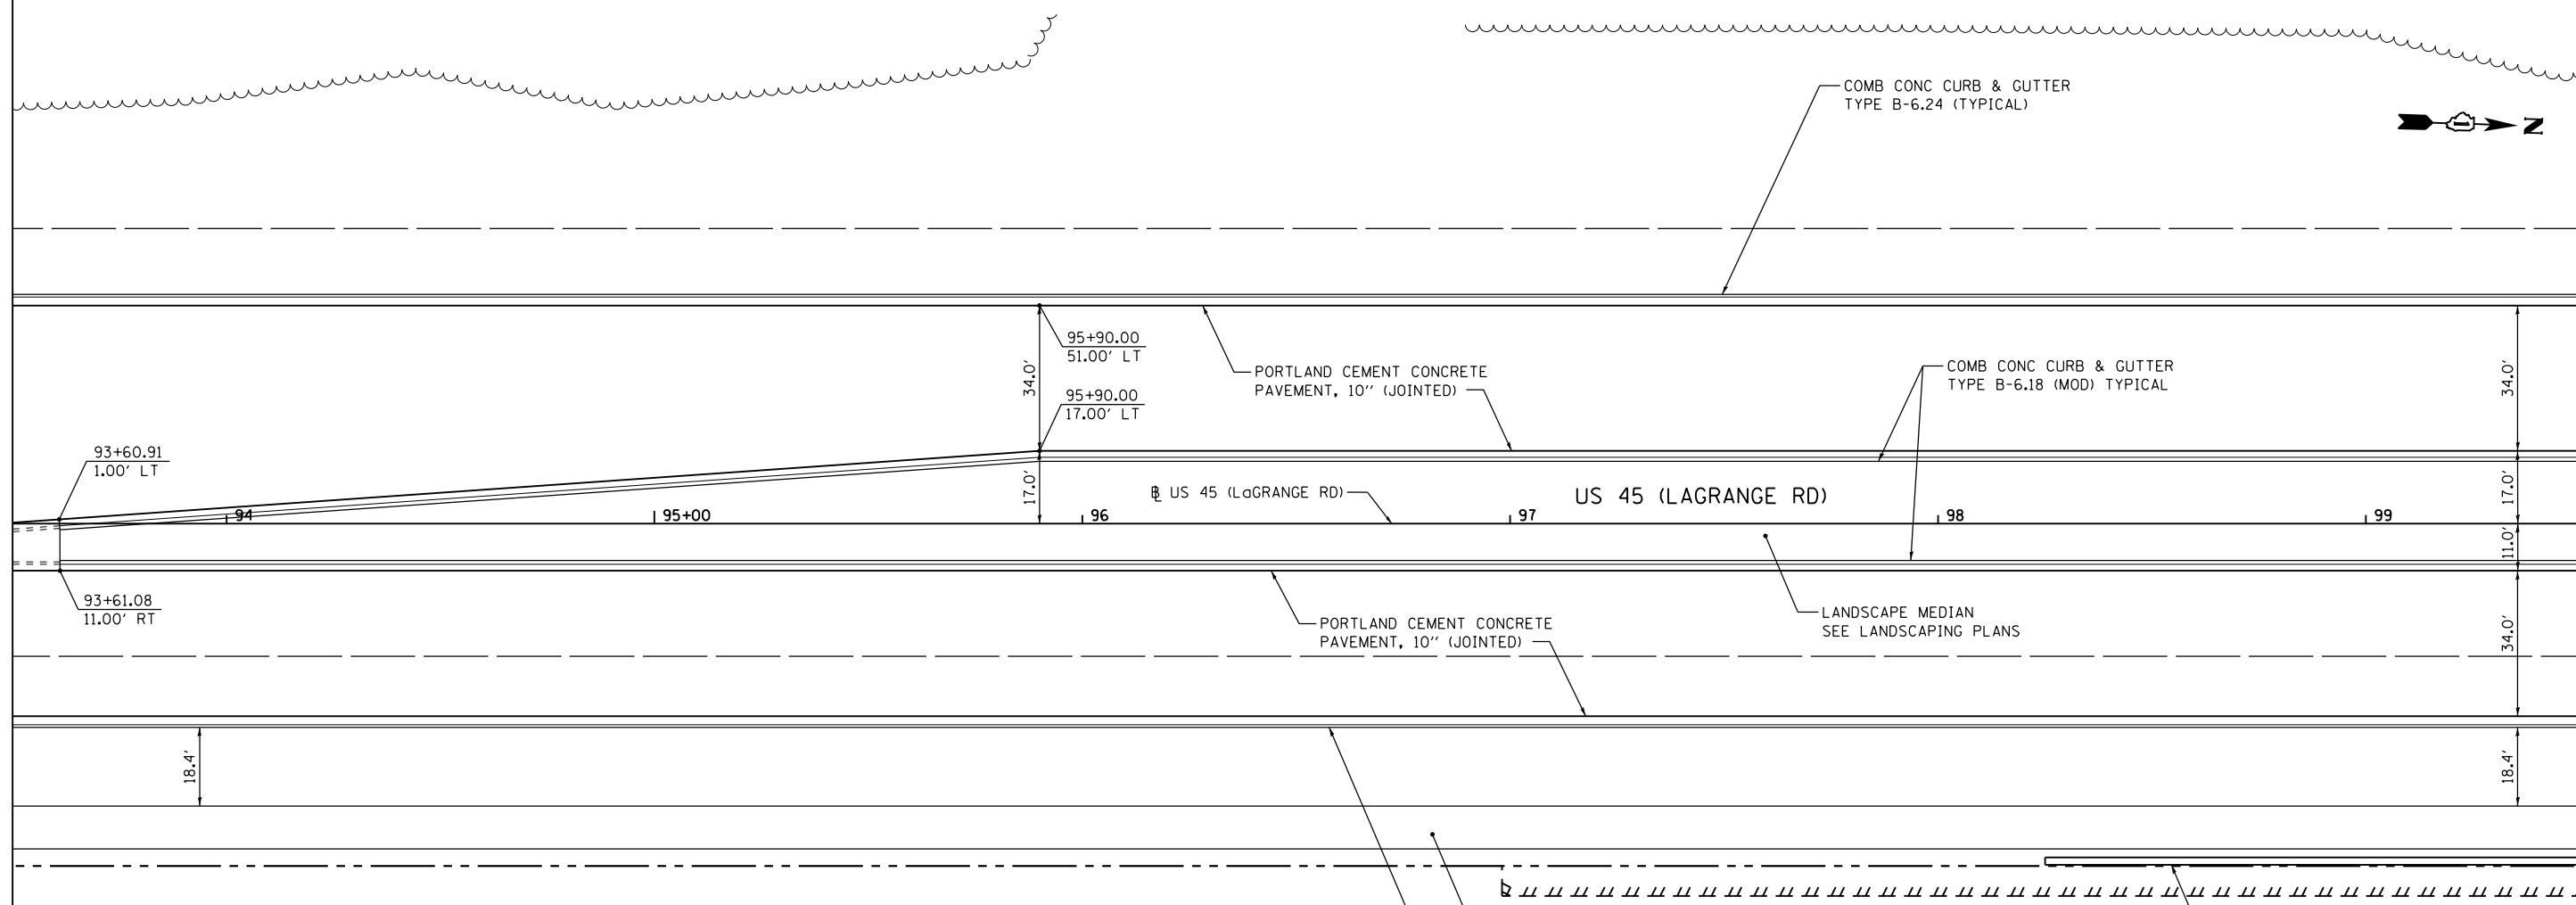 COMB CONC CURB & GUTTER
TYPE B-6.24 (TYPICAL)
N
95+90.00
51.00' LT
34.0'
PORTLAND CEMENT CONCRETE
PAVEMENT, 10" (JOINTED)
COMB CONC CURB & GUTTER
TYPE B-6.18 (MOD) TYPICAL
34.0'
95+90.00
17.00' LT
93+60.91
1.00' LT
17.0'
℄ US 45 (LaGRANGE RD)
US 45 (LAGRANGE RD)
17.0'
94
95+00
96
97
98
99
11.0'
93+61.08
11.00' RT
PORTLAND CEMENT CONCRETE
PAVEMENT, 10" (JOINTED)
LANDSCAPE MEDIAN
SEE LANDSCAPING PLANS
34.0'
18.4'
18.4'